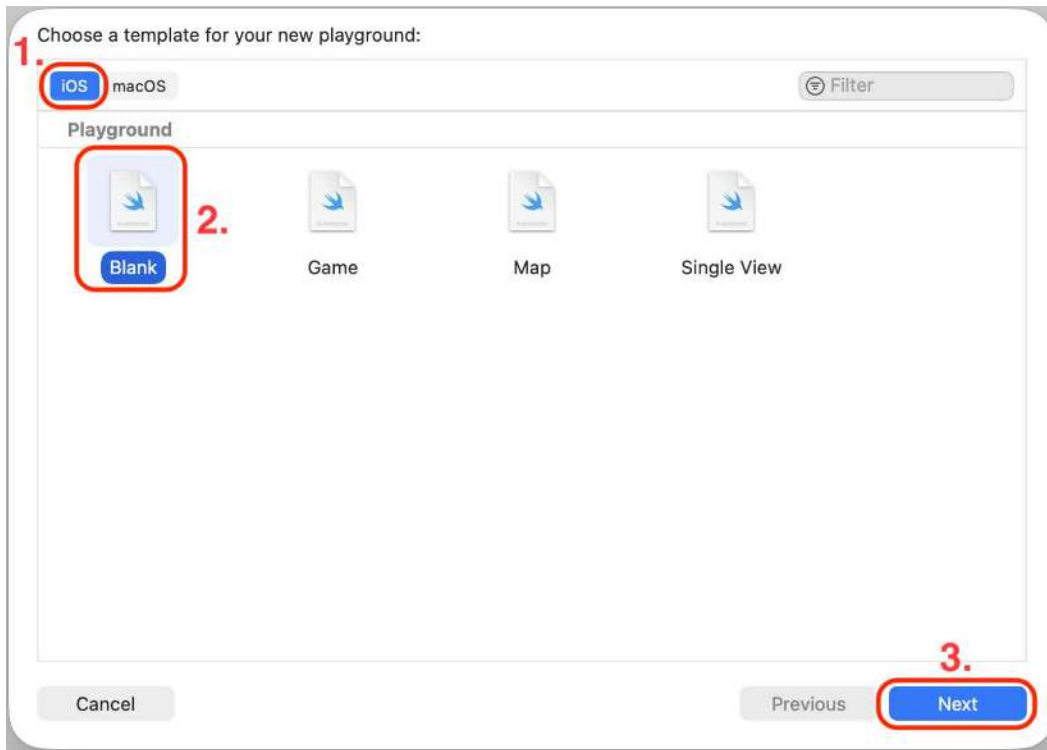 Choose a template for your new playground:
1.
iOS macOS Filter
Playground
2.
Blank Game Map Single View
3.
Cancel Previous Next